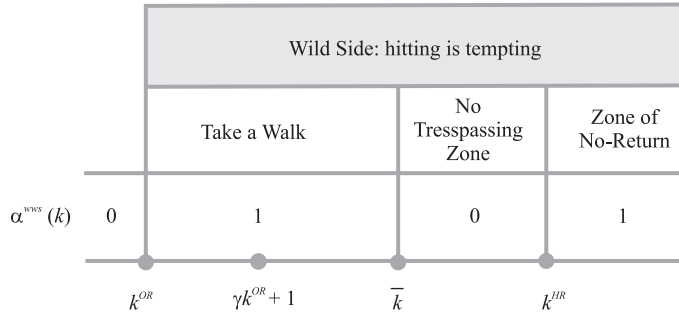 Wild Side: hitting is tempting
Take a Walk
No
Tresspassing
Zone
Zone of
No-Return
α^{wws} (k) 0 1 0 1
k^{OR} γk^{OR} + 1 k̅ k^{HR}